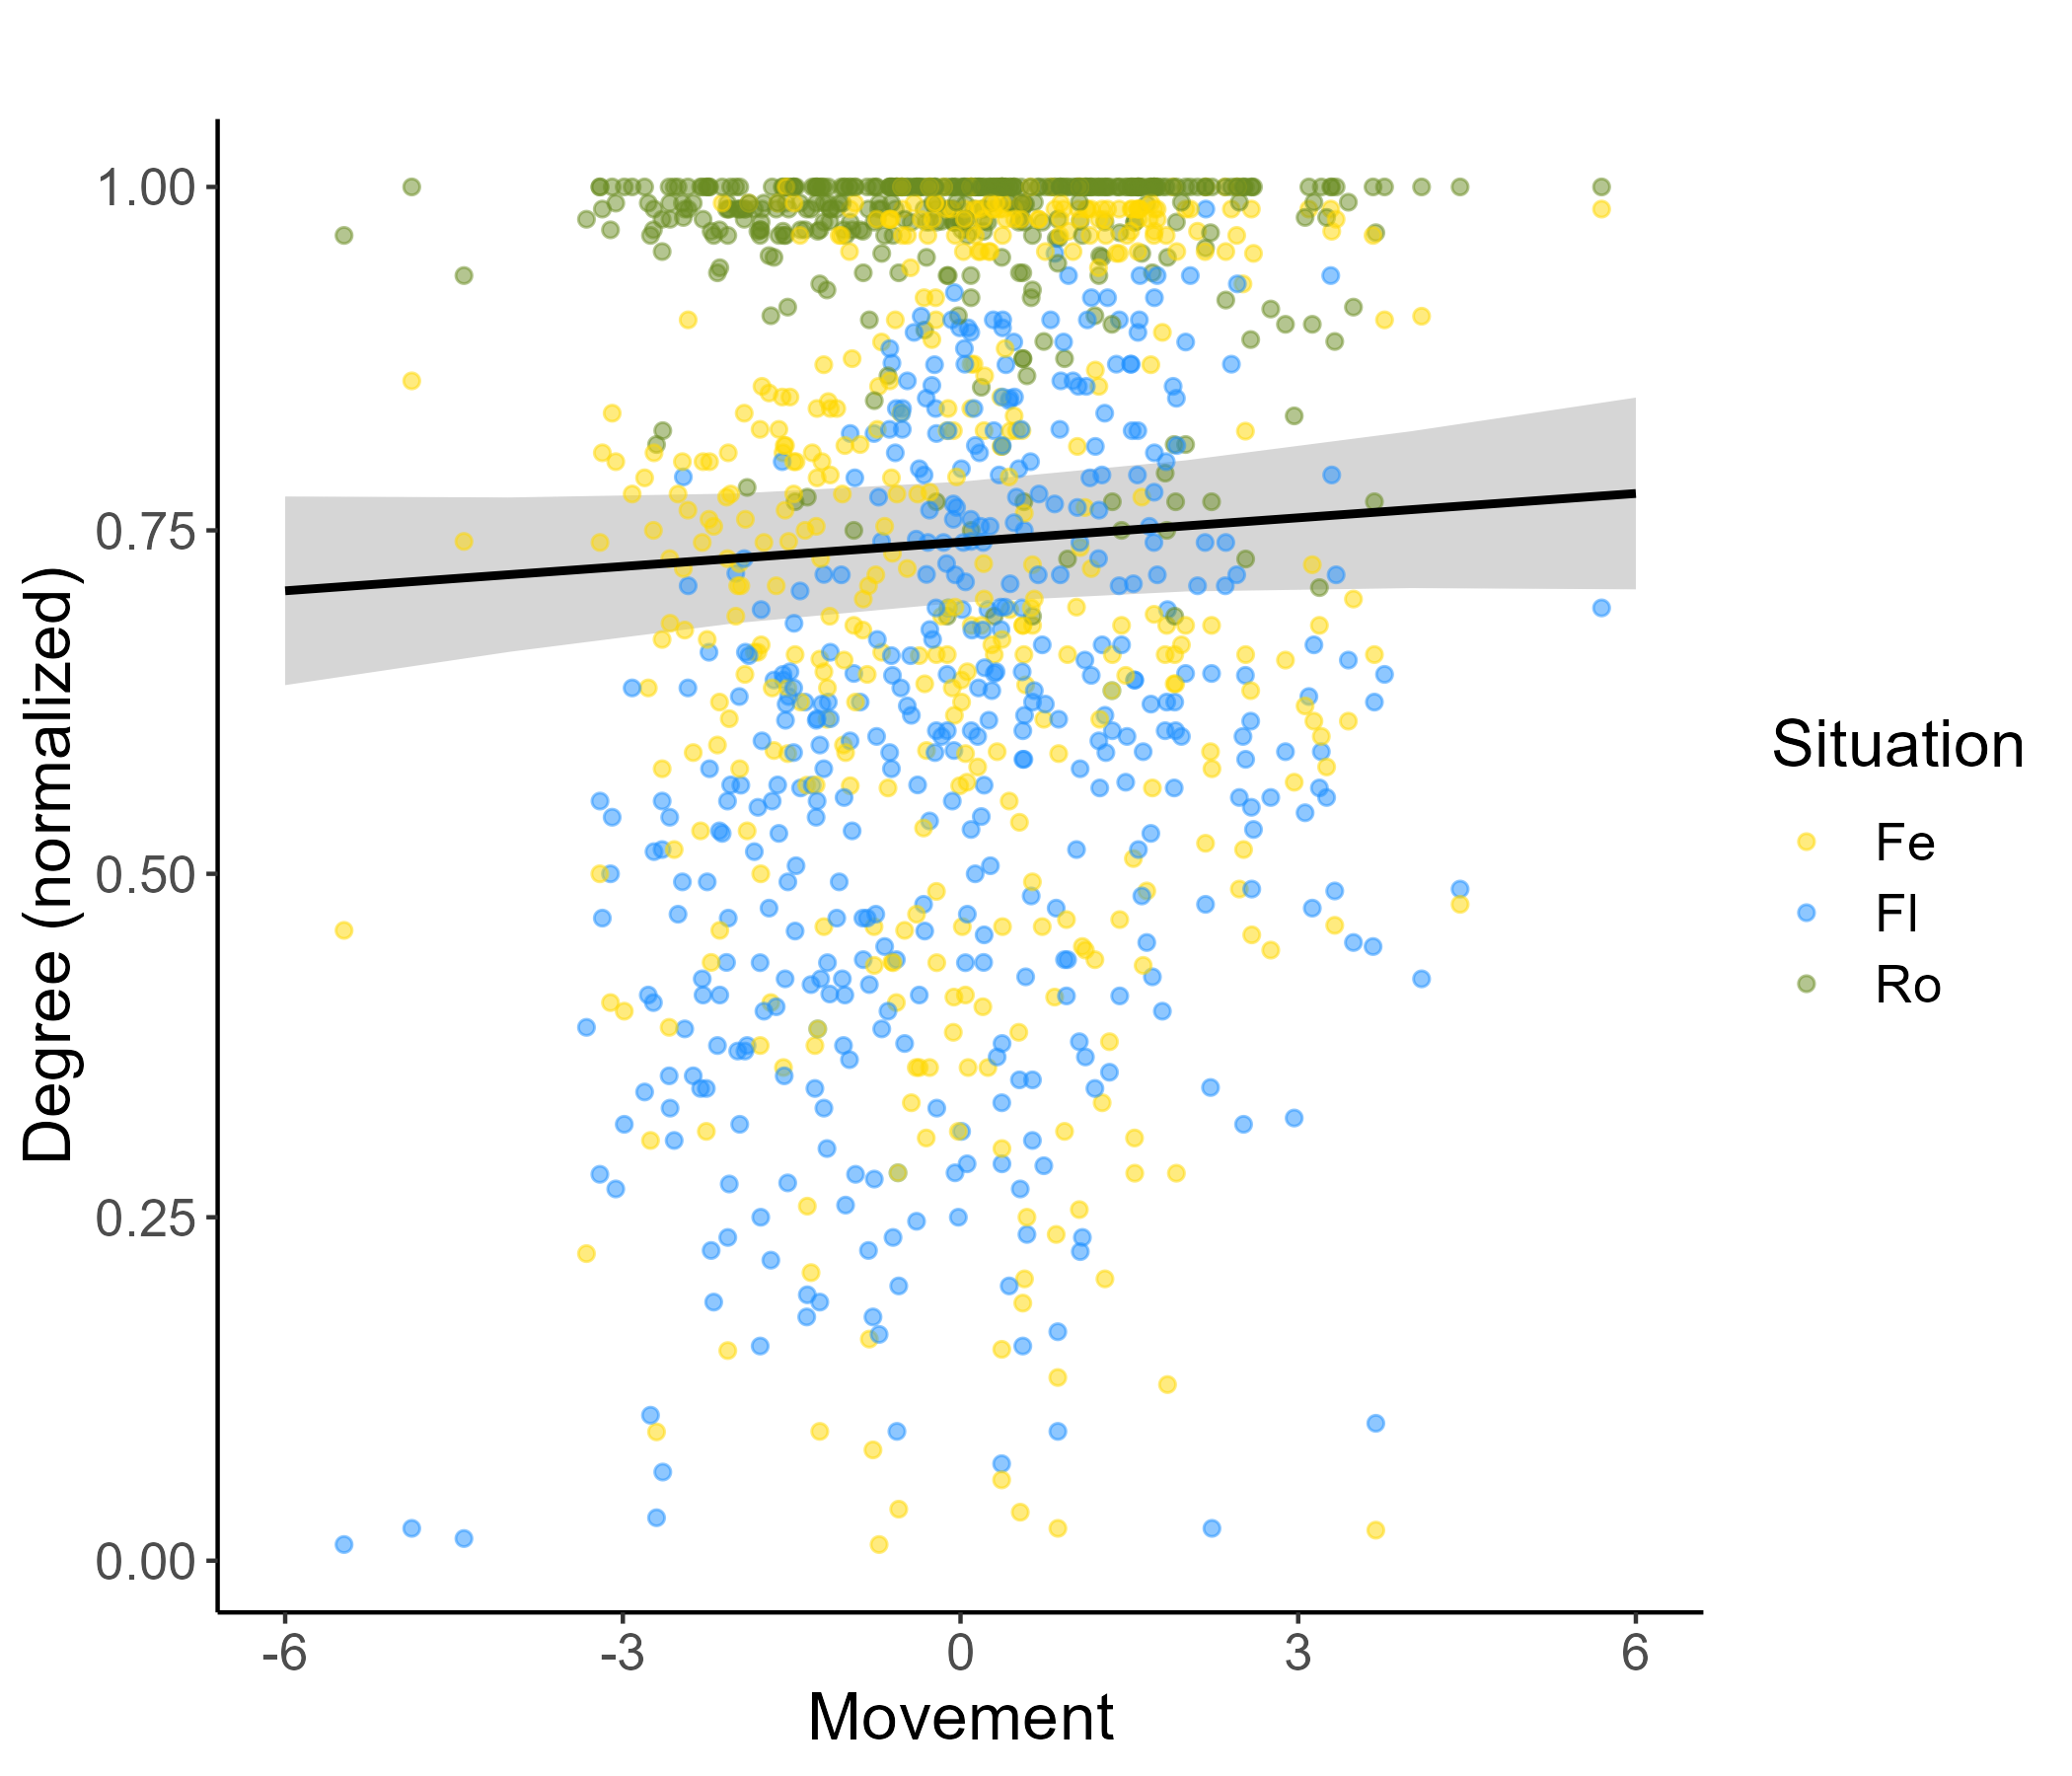 1.00
0.75
0.50
0.25
0.00
Degree (normalized)
-6 -3 0 3 6
Movement
Situation
Fe
Fl
Ro